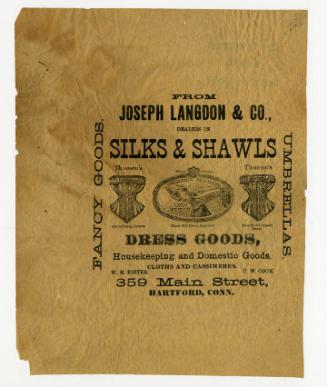 FROM
JOSEPH LANGDON & CO.,
DEALERS IN
SILKS & SHAWLS
FANCY GOODS.
UMBRELLAS.
Thomson's
Thomson's
DRESS GOODS,
Housekeeping and Domestic Goods,
CLOTHS AND CASSIMERES.
W. H. C. W. COOK
359 Main Street,
HARTFORD, CONN.